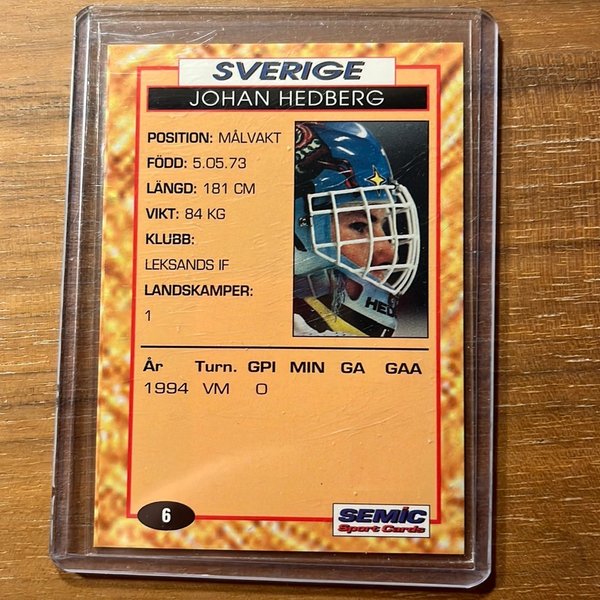 SVERIGE
JOHAN HEDBERG
POSITION: MÅLVAKT
FÖDD: 5.05.73
LÄNGD: 181 CM
VIKT: 84 KG
KLUBB:
LEKSANDS IF
LANDSKAMPER:
1
HED
År Turn. GPI MIN GA GAA
1994 VM 0
6
SEMIC
Sport Cards